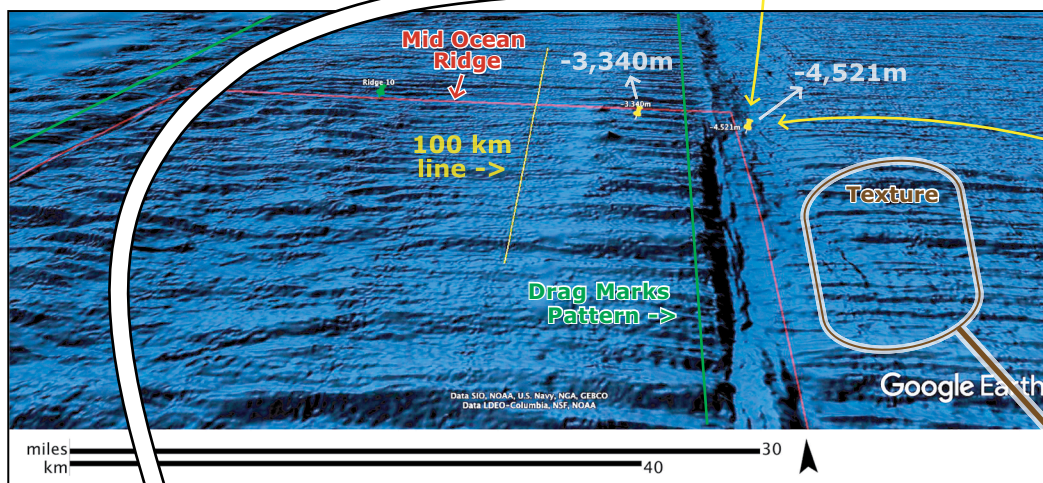 Mid Ocean
Ridge
-3,340m
-4,521m
Ridge 10
-3,340m
-4,521m
100 km
line ->
Texture
Drag Marks
Pattern ->
Google Earth
Data SIO, NOAA, U.S. Navy, NGA, GEBCO
Data LDEO-Columbia, NSF, NOAA
miles
30
km
40